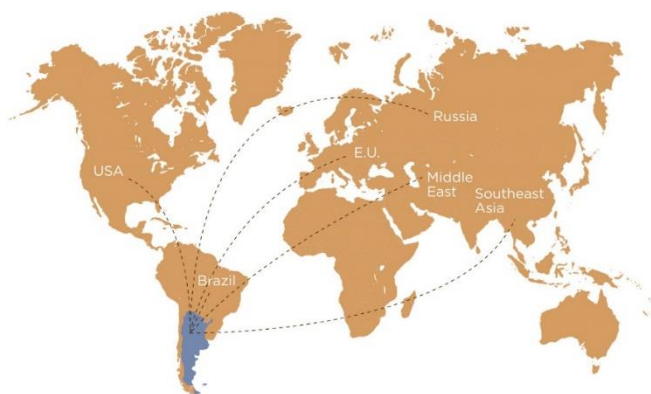 Russia
E.U.
USA
Middle
East
Southeast
Asia
Brazil